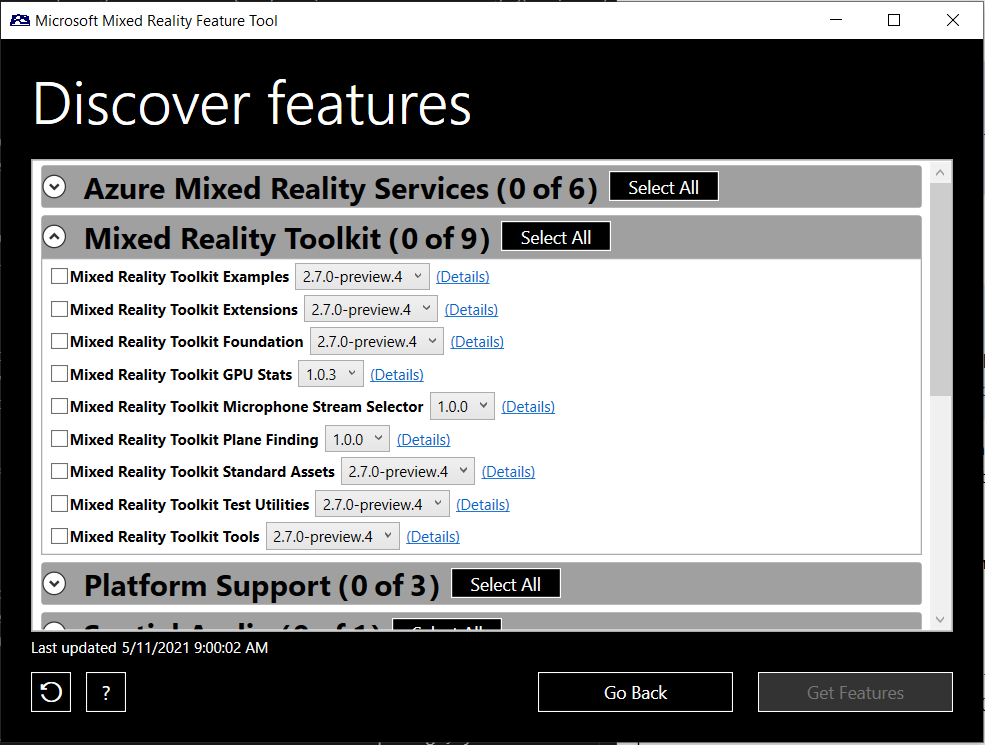 Microsoft Mixed Reality Feature Tool
Discover features
Azure Mixed Reality Services (0 of 6) Select All
Mixed Reality Toolkit (0 of 9) Select All
Mixed Reality Toolkit Examples 2.7.0-preview.4 (Details)
Mixed Reality Toolkit Extensions 2.7.0-preview.4 (Details)
Mixed Reality Toolkit Foundation 2.7.0-preview.4 (Details)
Mixed Reality Toolkit GPU Stats 1.0.3 (Details)
Mixed Reality Toolkit Microphone Stream Selector 1.0.0 (Details)
Mixed Reality Toolkit Plane Finding 1.0.0 (Details)
Mixed Reality Toolkit Standard Assets 2.7.0-preview.4 (Details)
Mixed Reality Toolkit Test Utilities 2.7.0-preview.4 (Details)
Mixed Reality Toolkit Tools 2.7.0-preview.4 (Details)
Platform Support (0 of 3) Select All
Spatial Audio (0 of 1) Select All
Last updated 5/11/2021 9:00:02 AM
? Go Back Get Features